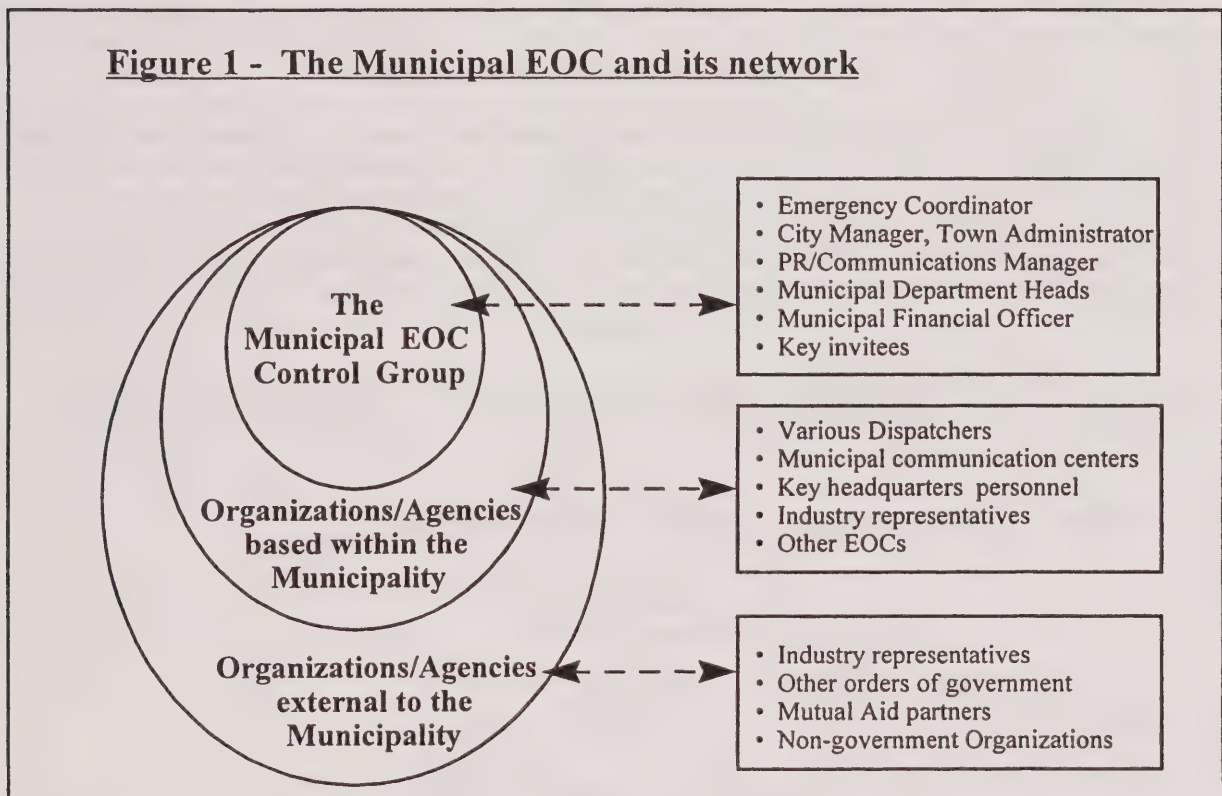 Figure 1 - The Municipal EOC and its network
The
Municipal EOC
Control Group
• Emergency Coordinator
• City Manager, Town Administrator
• PR/Communications Manager
• Municipal Department Heads
• Municipal Financial Officer
• Key invitees
Organizations/Agencies
based within the
Municipality
• Various Dispatchers
• Municipal communication centers
• Key headquarters personnel
• Industry representatives
• Other EOCs
Organizations/Agencies
external to the
Municipality
• Industry representatives
• Other orders of government
• Mutual Aid partners
• Non-government Organizations